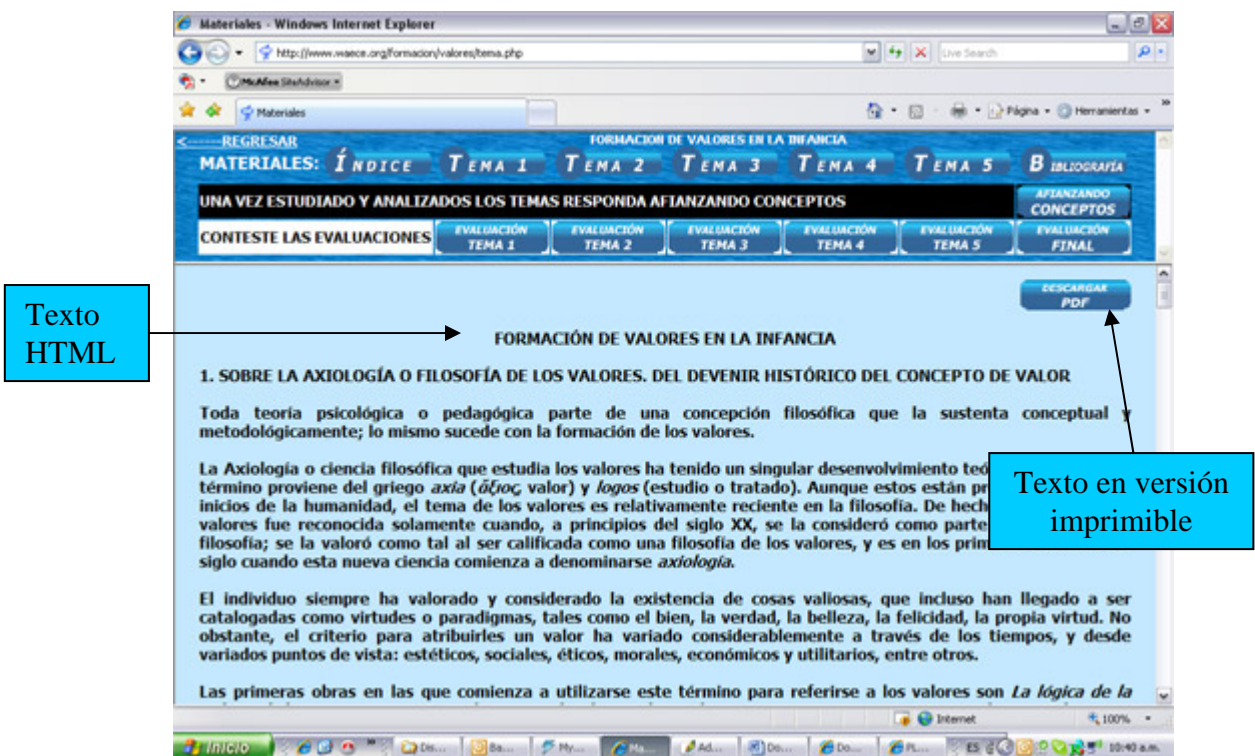 Materiales - Windows Internet Explorer
http://www.waece.org/formacion/valores/tema.php
Live Search
McAfee SiteAdvisor
Materiales
Página
Herramientas
<------REGRESAR
FORMACION DE VALORES EN LA INFANCIA
MATERIALES: ÍNDICE TEMA 1 TEMA 2 TEMA 3 TEMA 4 TEMA 5 BIBLIOGRAFÍA
UNA VEZ ESTUDIADO Y ANALIZADOS LOS TEMAS RESPONDA AFIANZANDO CONCEPTOS
AFIANZANDO CONCEPTOS
CONTESTE LAS EVALUACIONES
EVALUACIÓN TEMA 1
EVALUACIÓN TEMA 2
EVALUACIÓN TEMA 3
EVALUACIÓN TEMA 4
EVALUACIÓN TEMA 5
EVALUACIÓN FINAL
DESCARGAR PDF
Texto
HTML
FORMACIÓN DE VALORES EN LA INFANCIA
1. SOBRE LA AXIOLOGÍA O FILOSOFÍA DE LOS VALORES. DEL DEVENIR HISTÓRICO DEL CONCEPTO DE VALOR
Toda teoría psicológica o pedagógica parte de una concepción filosófica que la sustenta conceptual y
metodológicamente; lo mismo sucede con la formación de los valores.
La Axiología o ciencia filosófica que estudia los valores ha tenido un singular desenvolvimiento
término proviene del griego axia (ἄξιος, valor) y logos (estudio o tratado). Aunque estos están
inicios de la humanidad, el tema de los valores es relativamente reciente en la filosofía. De hech
valores fue reconocida solamente cuando, a principios del siglo XX, se la consideró como parte
filosofía; se la valoró como tal al ser calificada como una filosofía de los valores, y es en los prim
siglo cuando esta nueva ciencia comienza a denominarse axiología.
Texto en versión
imprimible
El individuo siempre ha valorado y considerado la existencia de cosas valiosas, que incluso han llegado a ser
catalogadas como virtudes o paradigmas, tales como el bien, la verdad, la belleza, la felicidad, la propia virtud. No
obstante, el criterio para atribuirles un valor ha variado considerablemente a través de los tiempos, y desde
variados puntos de vista: estéticos, sociales, éticos, morales, económicos y utilitarios, entre otros.
Las primeras obras en las que comienza a utilizarse este término para referirse a los valores son La lógica de la
Internet
100%
Inicio
Ba...
My...
Ma...
Ad...
Do...
Do...
ES
10:40 a.m.